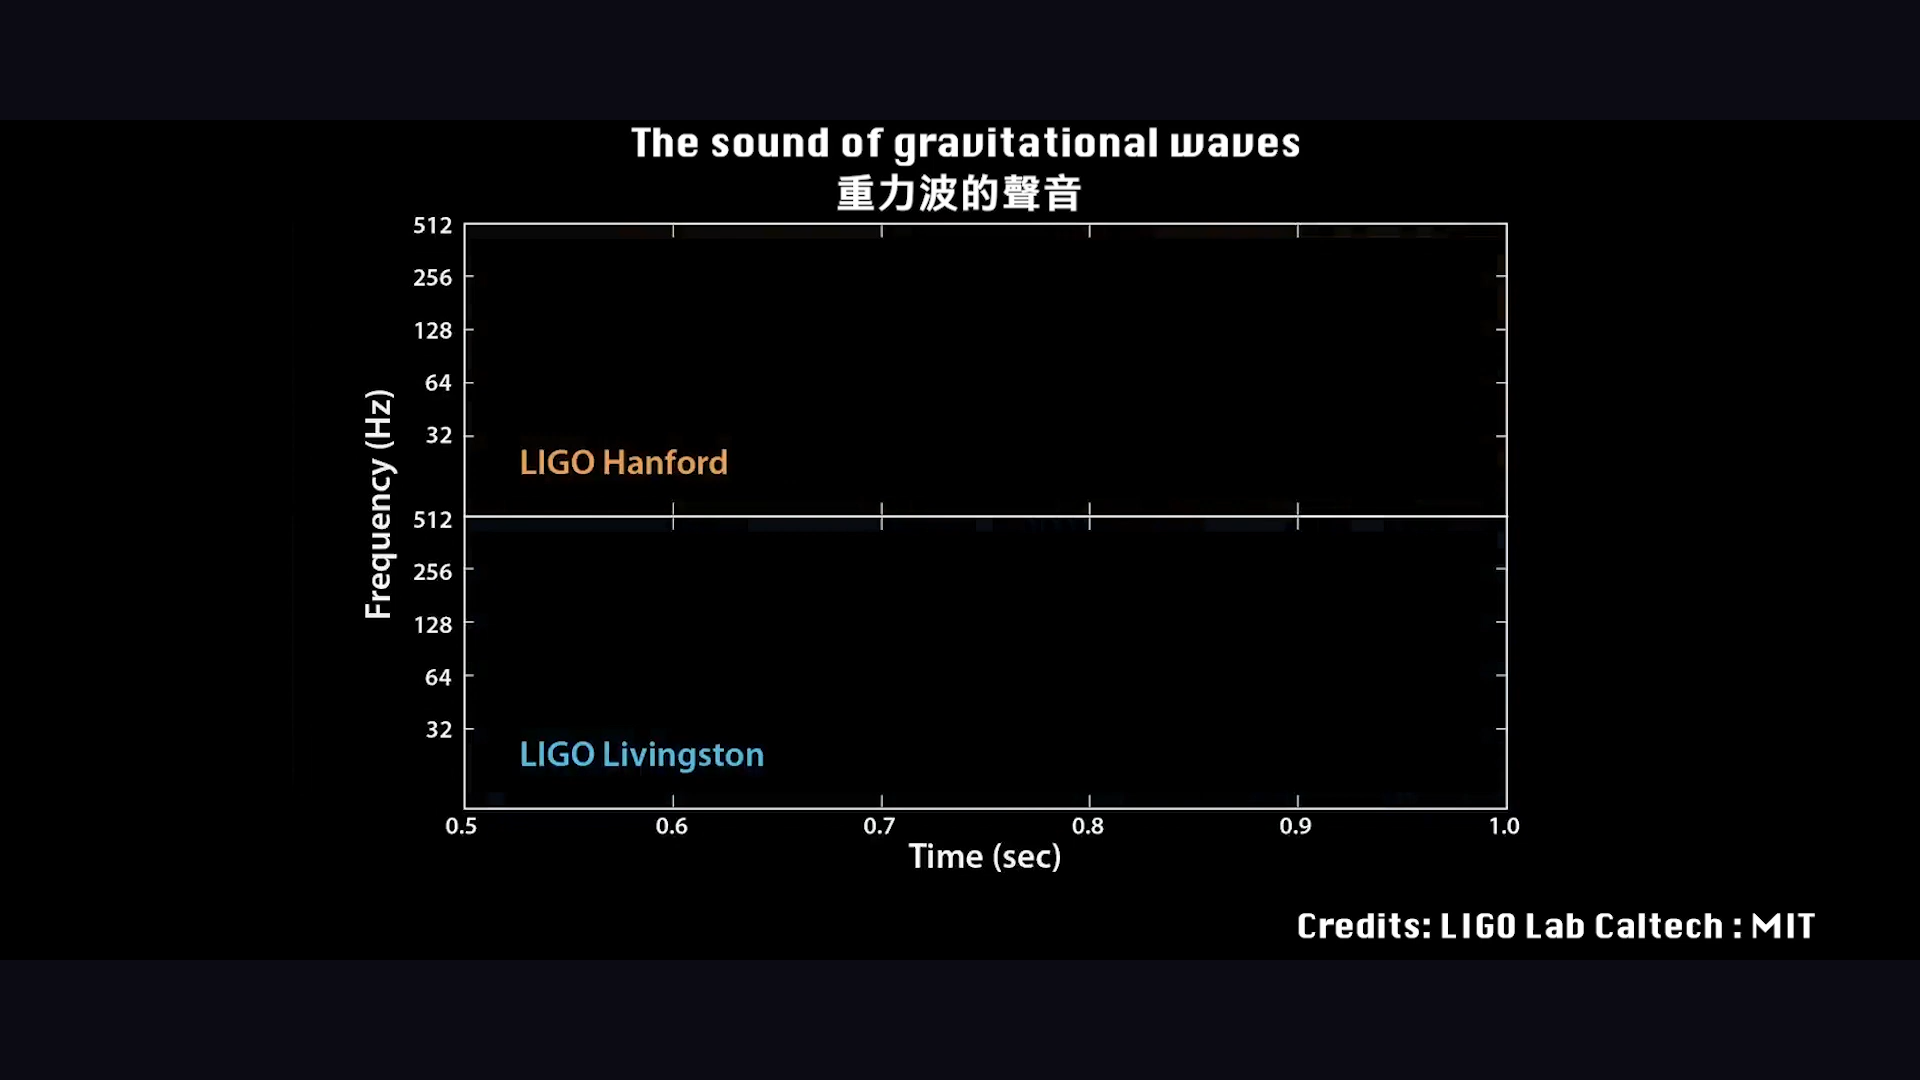 The sound of gravitational waves
重力波的聲音
Frequency (Hz)
512
256
128
64
32
LIGO Hanford
512
256
128
64
32
LIGO Livingston
0.5 0.6 0.7 0.8 0.9 1.0
Time (sec)
Credits: LIGO Lab Caltech : MIT